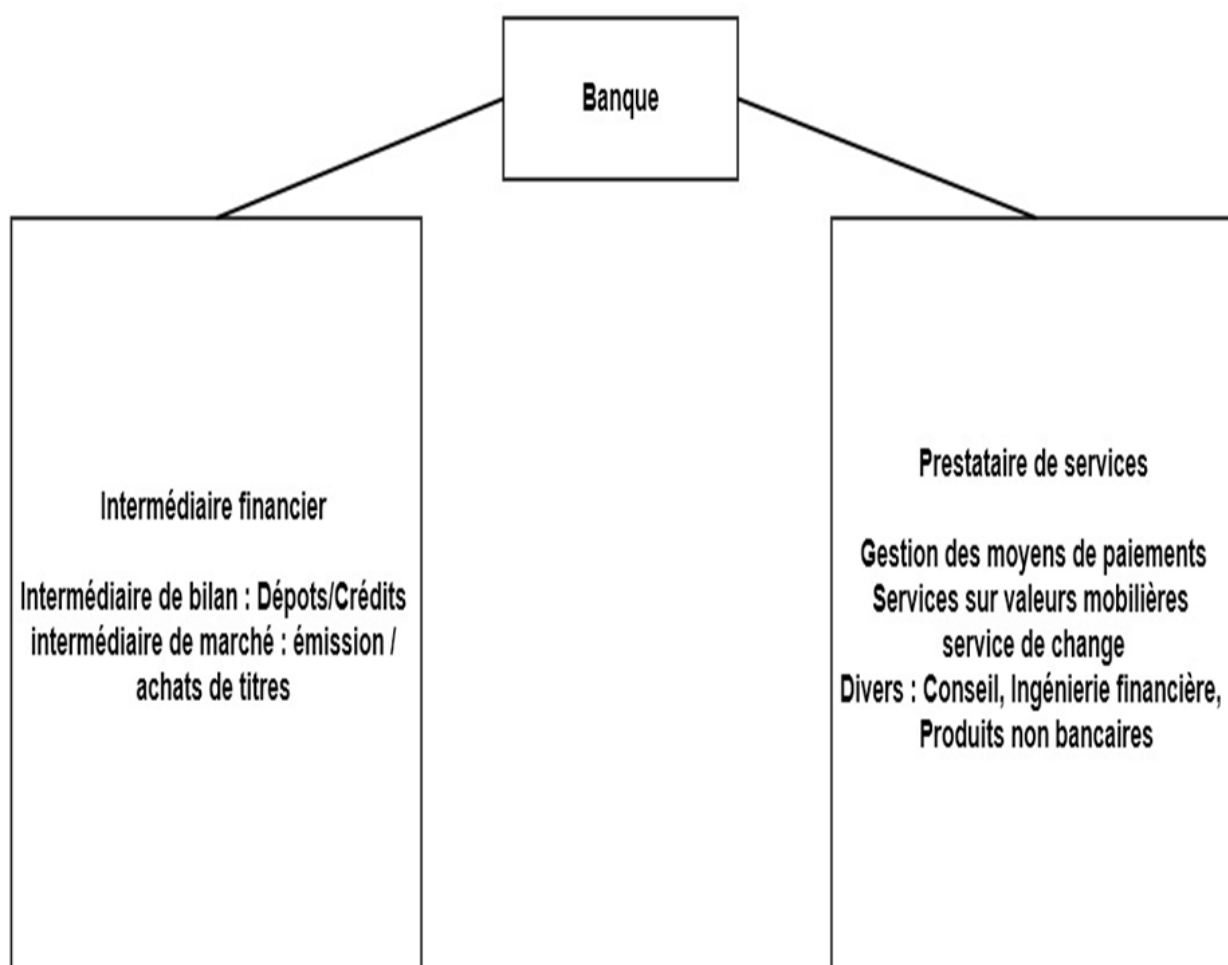 Banque
Intermédiaire financier
Intermédiaire de bilan : Dépots/Crédits
intermédiaire de marché : émission /
achats de titres
Prestataire de services
Gestion des moyens de paiements
Services sur valeurs mobilières
service de change
Divers : Conseil, Ingénierie financière,
Produits non bancaires